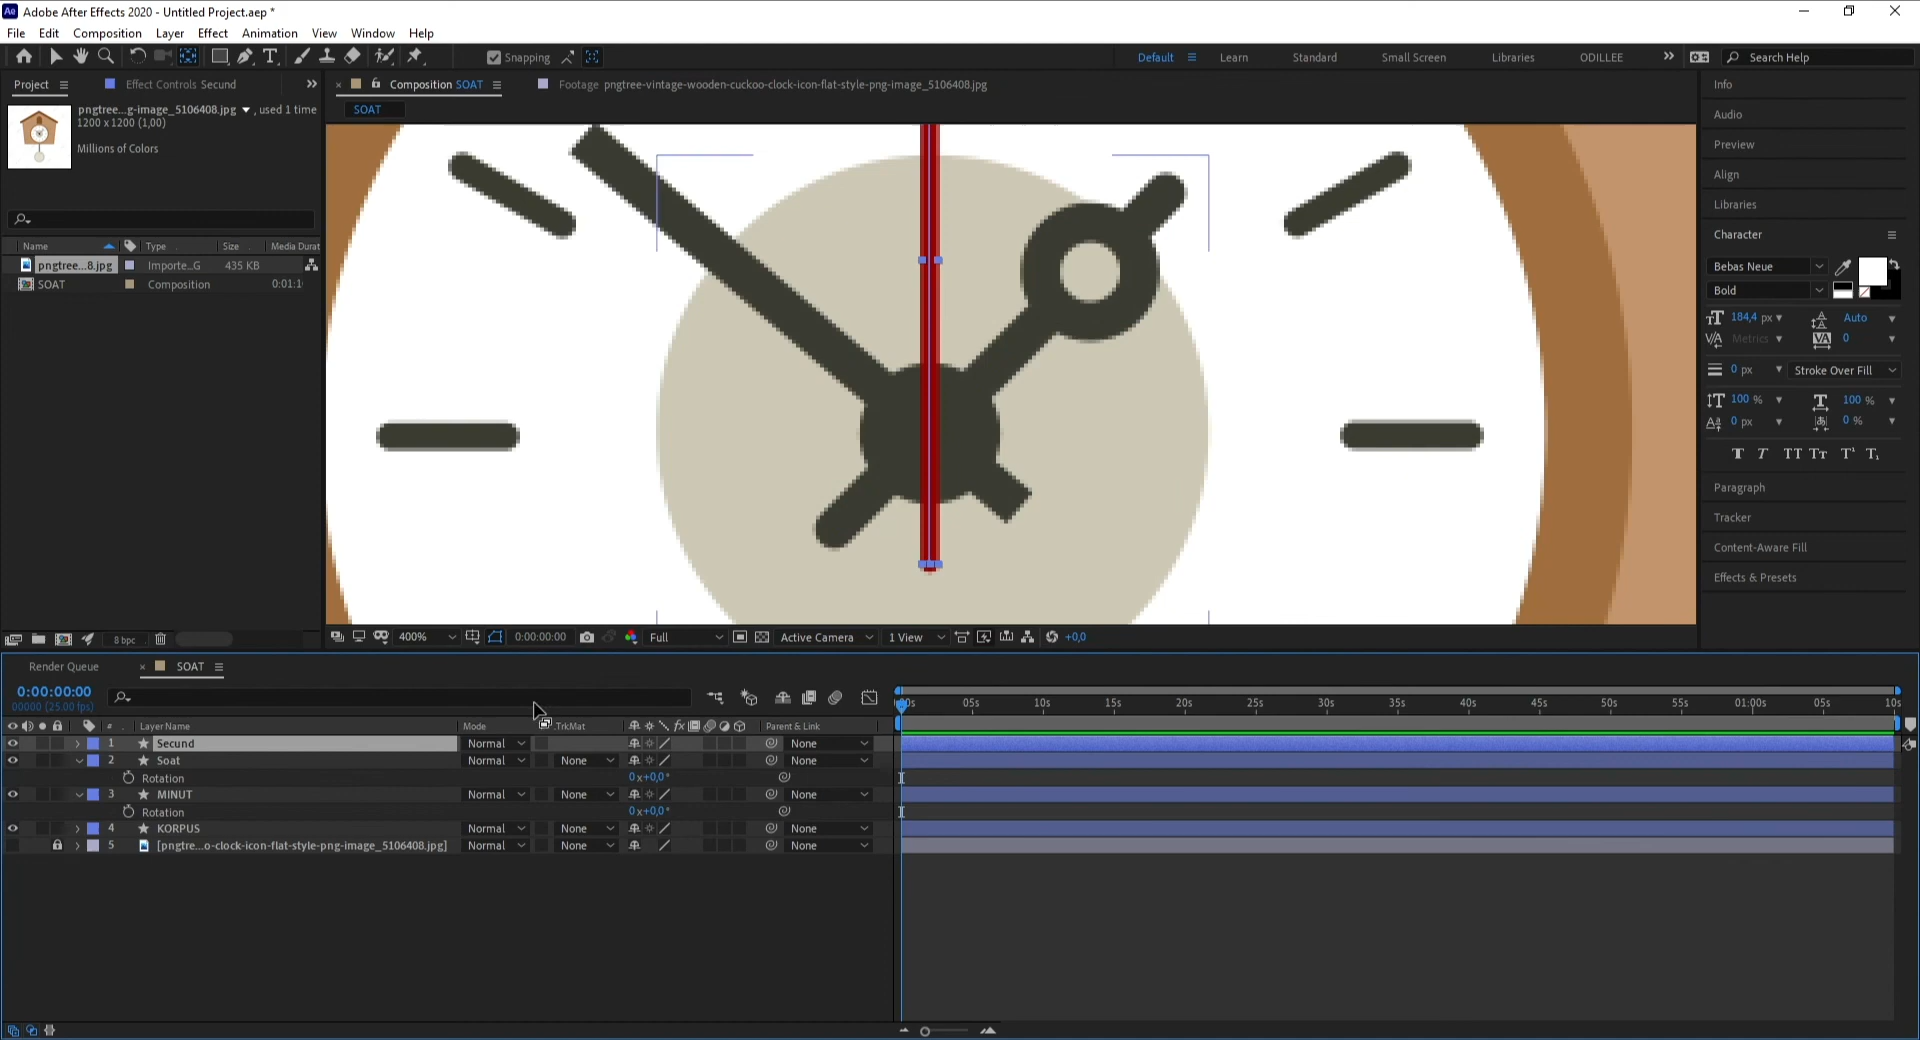 Ae Adobe After Effects 2020 - Untitled Project.aep *
File Edit Composition Layer Effect Animation View Window Help
Snapping
Default Learn Standard Small Screen Libraries ODILLEE Search Help
Project Effect Controls Secund
Composition SOAT Footage pngtree-vintage-wooden-cuckoo-clock-icon-flat-style-png-image_5106408.jpg
SOAT
pngtree...g-image_5106408.jpg , used 1 time
1200 x 1200 (1,00)
Millions of Colors
Name Type Size Media Durat
pngtree...8.jpg Importe...G 435 KB
SOAT Composition 0:01:1
8 bpc
400% 0:00:00:00 Full Active Camera 1 View +0,0
Info
Audio
Preview
Align
Libraries
Character
Bebas Neue
Bold
184,4 px Auto
Metrics 0
0 px Stroke Over Fill
100 % 100 %
0 px 0 %
T T TT Tt T¹ T₁
Paragraph
Tracker
Content-Aware Fill
Effects & Presets
Render Queue SOAT
0:00:00:00
00000 (25.00 fps)
05s 10s 15s 20s 25s 30s 35s 40s 45s 50s 55s 01:00s 05s 10s
# Layer Name Mode TrkMat Parent & Link
1 Secund Normal None
2 Soat Normal None None
Rotation 0x+0,0°
3 MINUT Normal None None
Rotation 0x+0,0°
4 KORPUS Normal None None
5 [pngtre...o-clock-icon-flat-style-png-image_5106408.jpg] Normal None None